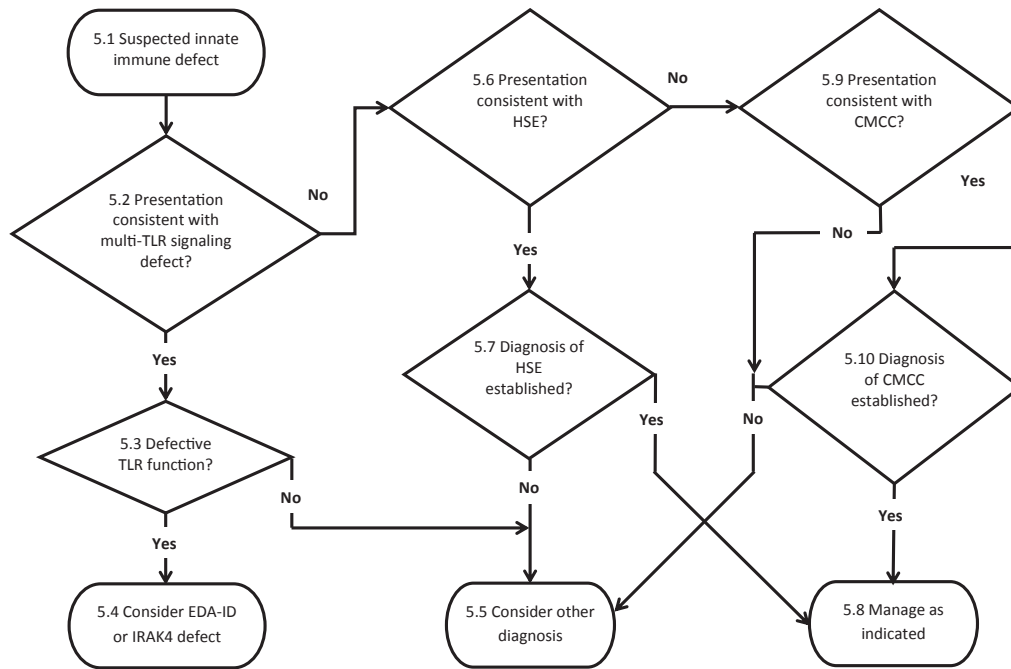 5.1 Suspected innate
immune defect
5.2 Presentation
consistent with
multi-TLR signaling
defect?
No
Yes
5.3 Defective
TLR function?
No
Yes
5.4 Consider EDA-ID
or IRAK4 defect
5.6 Presentation
consistent with
HSE?
No
Yes
5.7 Diagnosis of
HSE
established?
Yes
No
5.5 Consider other
diagnosis
5.9 Presentation
consistent with
CMCC?
Yes
No
5.10 Diagnosis
of CMCC
established?
No
Yes
5.8 Manage as
indicated